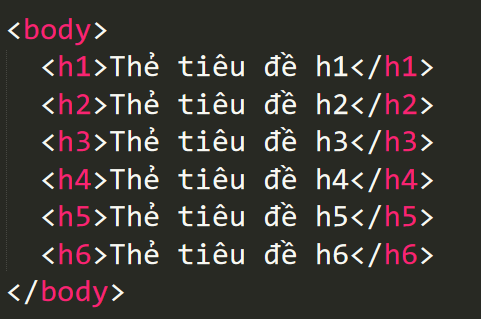 <body>
<h1>Thẻ tiêu đề h1</h1>
<h2>Thẻ tiêu đề h2</h2>
<h3>Thẻ tiêu đề h3</h3>
<h4>Thẻ tiêu đề h4</h4>
<h5>Thẻ tiêu đề h5</h5>
<h6>Thẻ tiêu đề h6</h6>
</body>